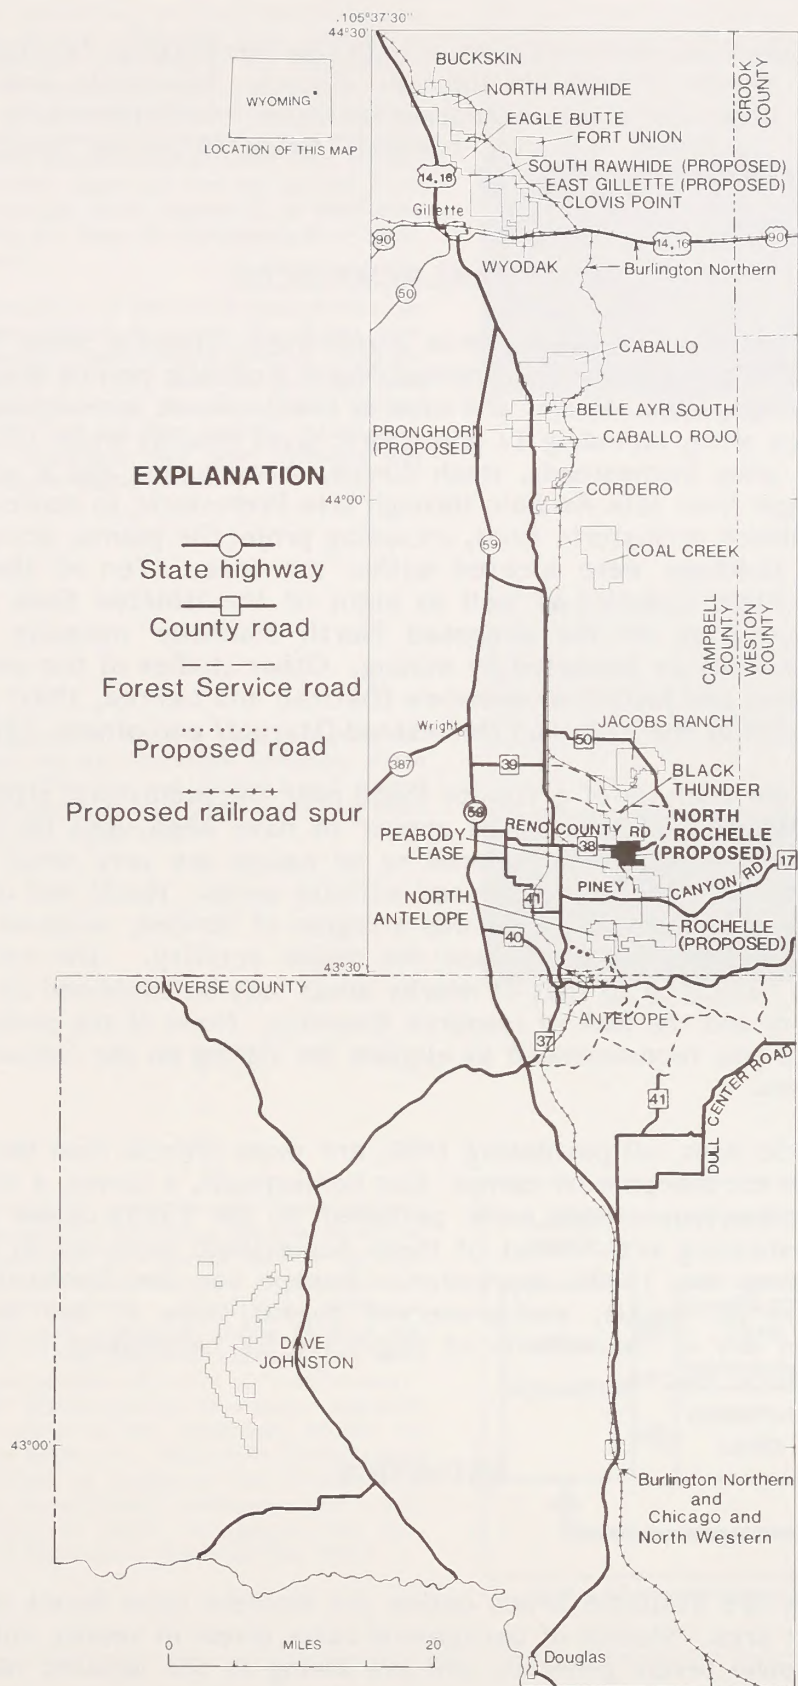 105°37'30"
44°30'
BUCKSKIN
NORTH RAWHIDE
WYOMING
LOCATION OF THIS MAP
CROOK
COUNTY
EAGLE BUTTE
FORT UNION
SOUTH RAWHIDE (PROPOSED)
14,16
EAST GILLETTE (PROPOSED)
CLOVIS POINT
Gillette
90
14,16
90
WYODAK
Burlington Northern
50
CABALLO
BELLE AYR SOUTH
PRONGHORN
(PROPOSED)
CABALLO ROJO
EXPLANATION
CORDERO
44°00'
State highway
59
COAL CREEK
County road
CAMPBELL
COUNTY
WESTON
COUNTY
Forest Service road
Proposed road
Proposed railroad spur
Wright
JACOBS RANCH
50
387
39
BLACK
THUNDER
59
RENO COUNTY RD
NORTH
ROCHELLE
(PROPOSED)
PEABODY
LEASE
38
17
PINEY
CANYON RD
NORTH
ANTELOPE
41
ROCHELLE
(PROPOSED)
40
43°30'
CONVERSE COUNTY
ANTELOPE
37
41
DULL CENTER ROAD
DAVE
JOHNSTON
43°00'
Burlington Northern
and
Chicago and
North Western
0
MILES
20
Douglas